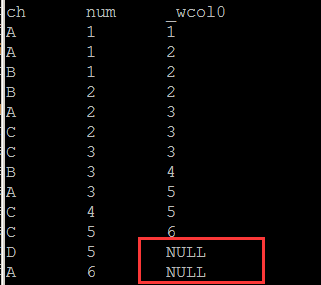 ch num _wcol0
A 1 1
A 1 2
B 1 2
B 2 2
A 2 3
C 2 3
C 3 3
B 3 4
A 3 5
C 4 5
C 5 6
D 5 NULL
A 6 NULL